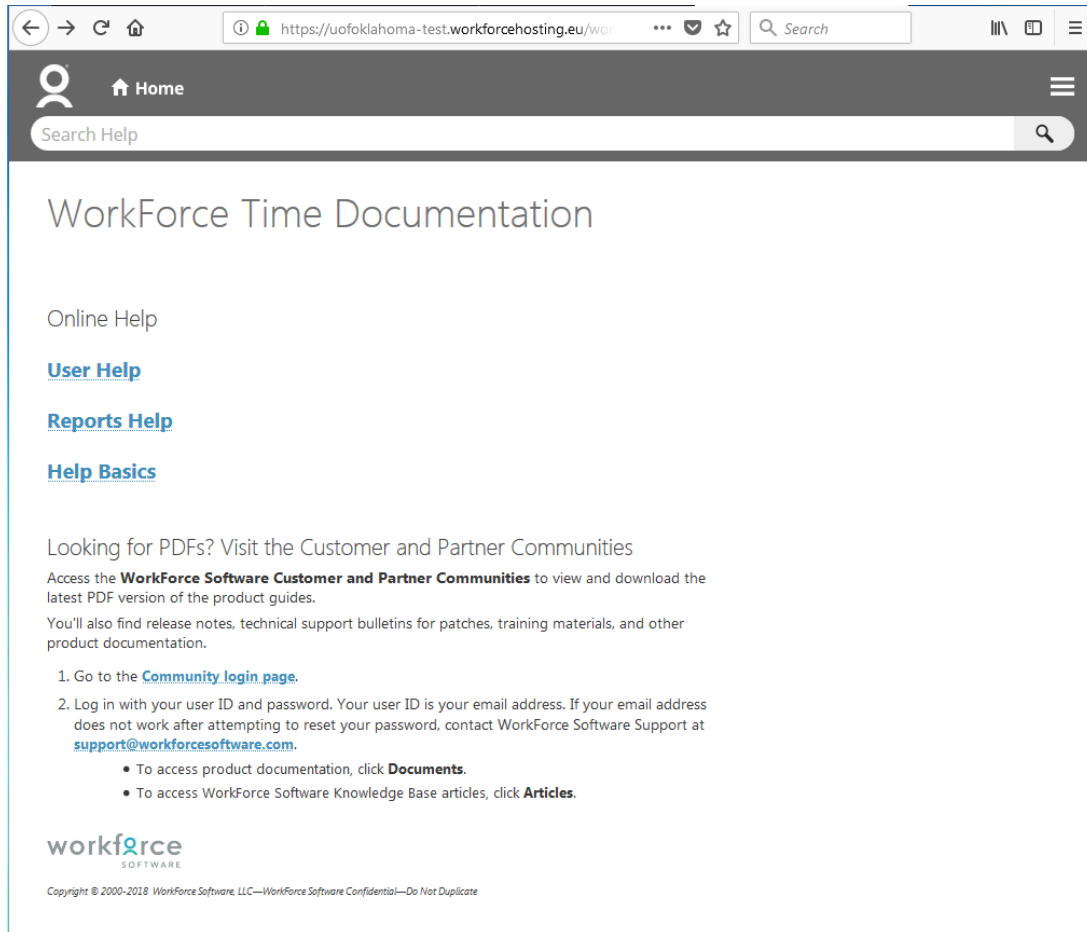 https://uofoklahoma-test.workforcehosting.eu/wor
Search
Home
Search Help
WorkForce Time Documentation
Online Help
User Help
Reports Help
Help Basics
Looking for PDFs? Visit the Customer and Partner Communities
Access the WorkForce Software Customer and Partner Communities to view and download the
latest PDF version of the product guides.
You'll also find release notes, technical support bulletins for patches, training materials, and other
product documentation.
1. Go to the Community login page.
2. Log in with your user ID and password. Your user ID is your email address. If your email address
does not work after attempting to reset your password, contact WorkForce Software Support at
support@workforcesoftware.com.
• To access product documentation, click Documents.
• To access WorkForce Software Knowledge Base articles, click Articles.
workforce
SOFTWARE
Copyright © 2000-2018 WorkForce Software, LLC—WorkForce Software Confidential—Do Not Duplicate